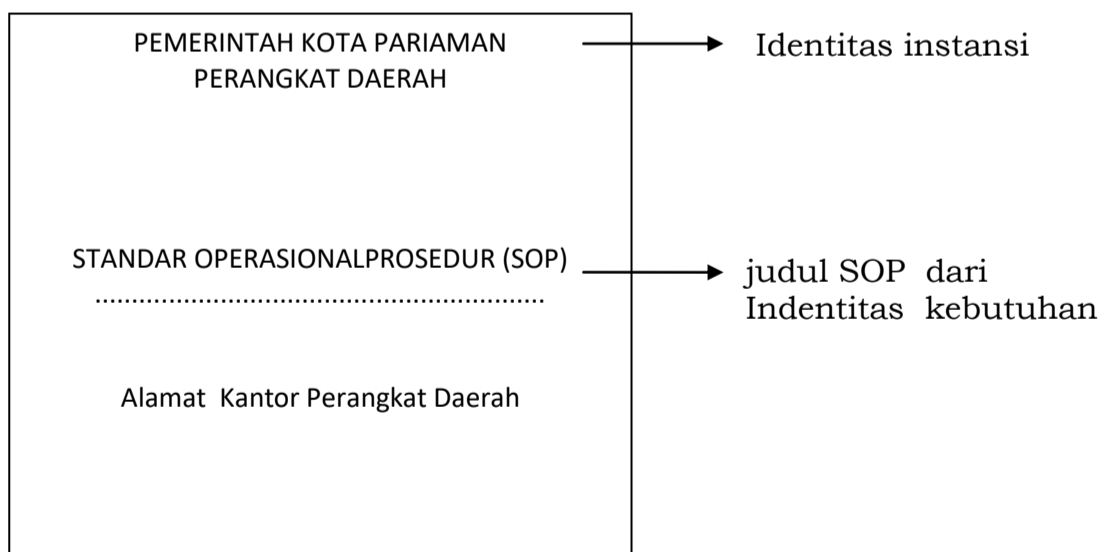 PEMERINTAH KOTA PARIAMAN
PERANGKAT DAERAH
Identitas instansi
STANDAR OPERASIONALPROSEDUR (SOP)
..............................................................
judul SOP dari
Indentitas kebutuhan
Alamat Kantor Perangkat Daerah